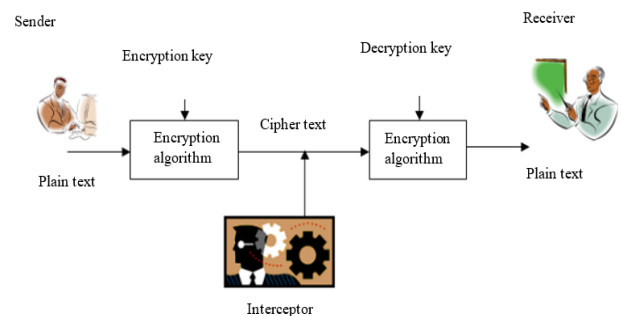 Sender
Receiver
Encryption key
Decryption key
Encryption
algorithm
Cipher text
Encryption
algorithm
Plain text
Plain text
Interceptor